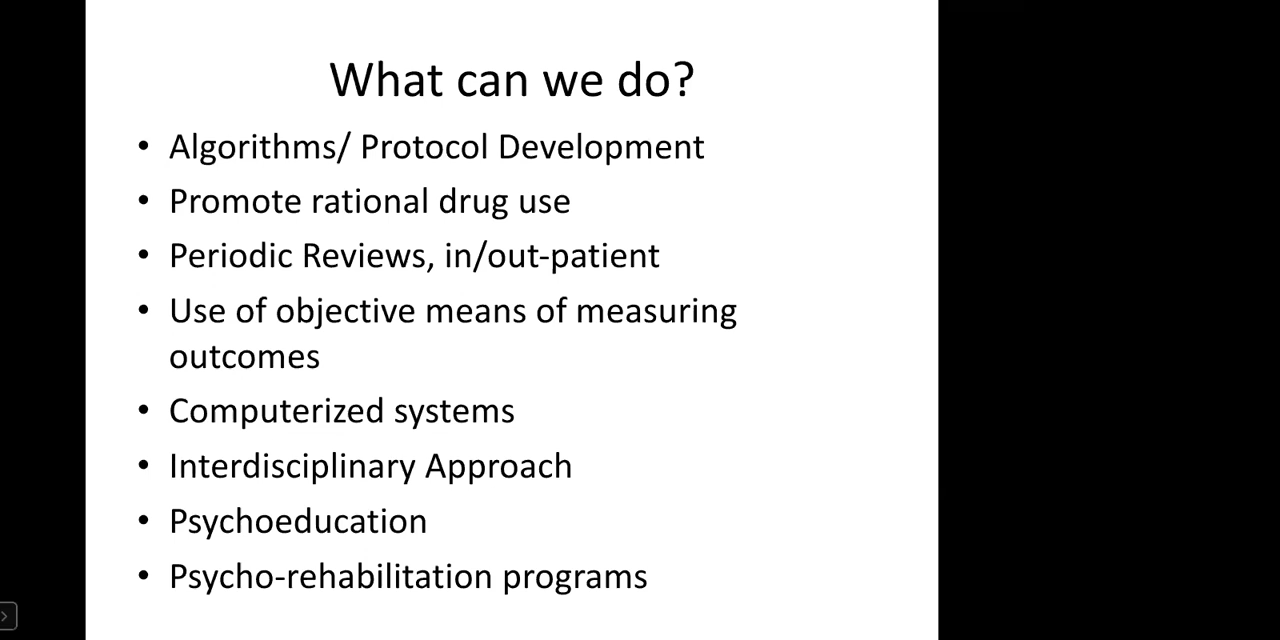 What can we do?
• Algorithms/ Protocol Development
• Promote rational drug use
• Periodic Reviews, in/out-patient
• Use of objective means of measuring
outcomes
• Computerized systems
• Interdisciplinary Approach
• Psychoeducation
• Psycho-rehabilitation programs